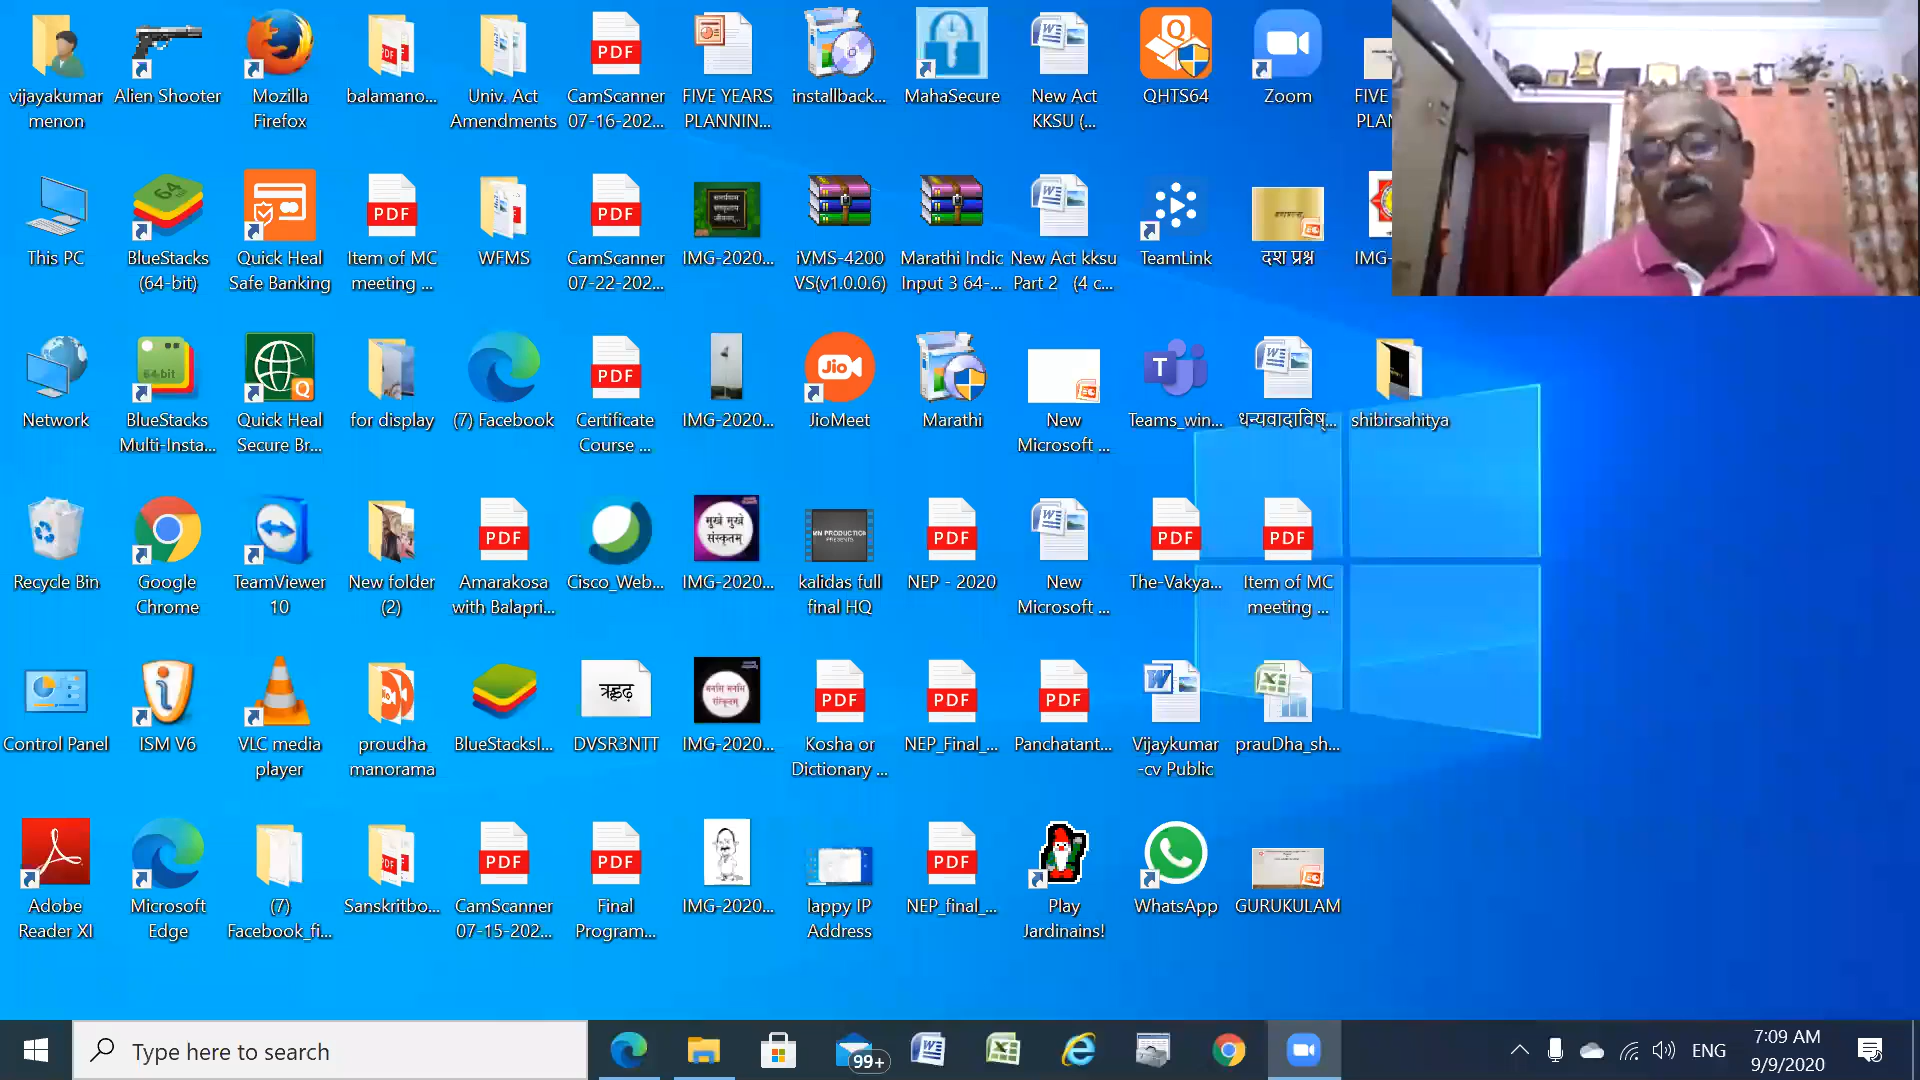 vijayakumar
menon
Alien Shooter
Mozilla
Firefox
balamano...
Univ. Act
Amendments
CamScanner
07-16-202...
FIVE YEARS
PLANNIN...
installback...
MahaSecure
New Act
KKSU (...
QHTS64
Zoom
FIVE
PLAN
This PC
BlueStacks
(64-bit)
Quick Heal
Safe Banking
Item of MC
meeting ...
WFMS
CamScanner
07-22-202...
IMG-2020...
iVMS-4200
VS(v1.0.0.6)
Marathi Indic
Input 3 64-...
New Act kksu
Part 2 (4 c...
TeamLink
दश प्रश्न
IMG-
Network
BlueStacks
Multi-Insta...
Quick Heal
Secure Br...
for display
(7) Facebook
Certificate
Course ...
IMG-2020...
JioMeet
Marathi
New
Microsoft ...
Teams_win...
धन्यवादाविष्...
shibirsahitya
Recycle Bin
Google
Chrome
TeamViewer
10
New folder
(2)
Amarakosa
with Balapri...
Cisco_Web...
मुखे मुखे
संस्कृतम्
IMG-2020...
kalidas full
final HQ
NEP - 2020
New
Microsoft ...
The-Vakya...
Item of MC
meeting ...
Control Panel
ISM V6
VLC media
player
proudha
manorama
BlueStacksI...
DVSR3NTT
मनसि मनसि
संस्कृतम्
IMG-2020...
Kosha or
Dictionary ...
NEP_Final_...
Panchatant...
Vijaykumar
-cv Public
prauDha_sh...
Adobe
Reader XI
Microsoft
Edge
(7)
Facebook_fi...
Sanskritbo...
CamScanner
07-15-202...
Final
Program...
IMG-2020...
lappy IP
Address
NEP_final_...
Play
Jardinains!
WhatsApp
GURUKULAM
Type here to search
99+
ENG
7:09 AM
9/9/2020